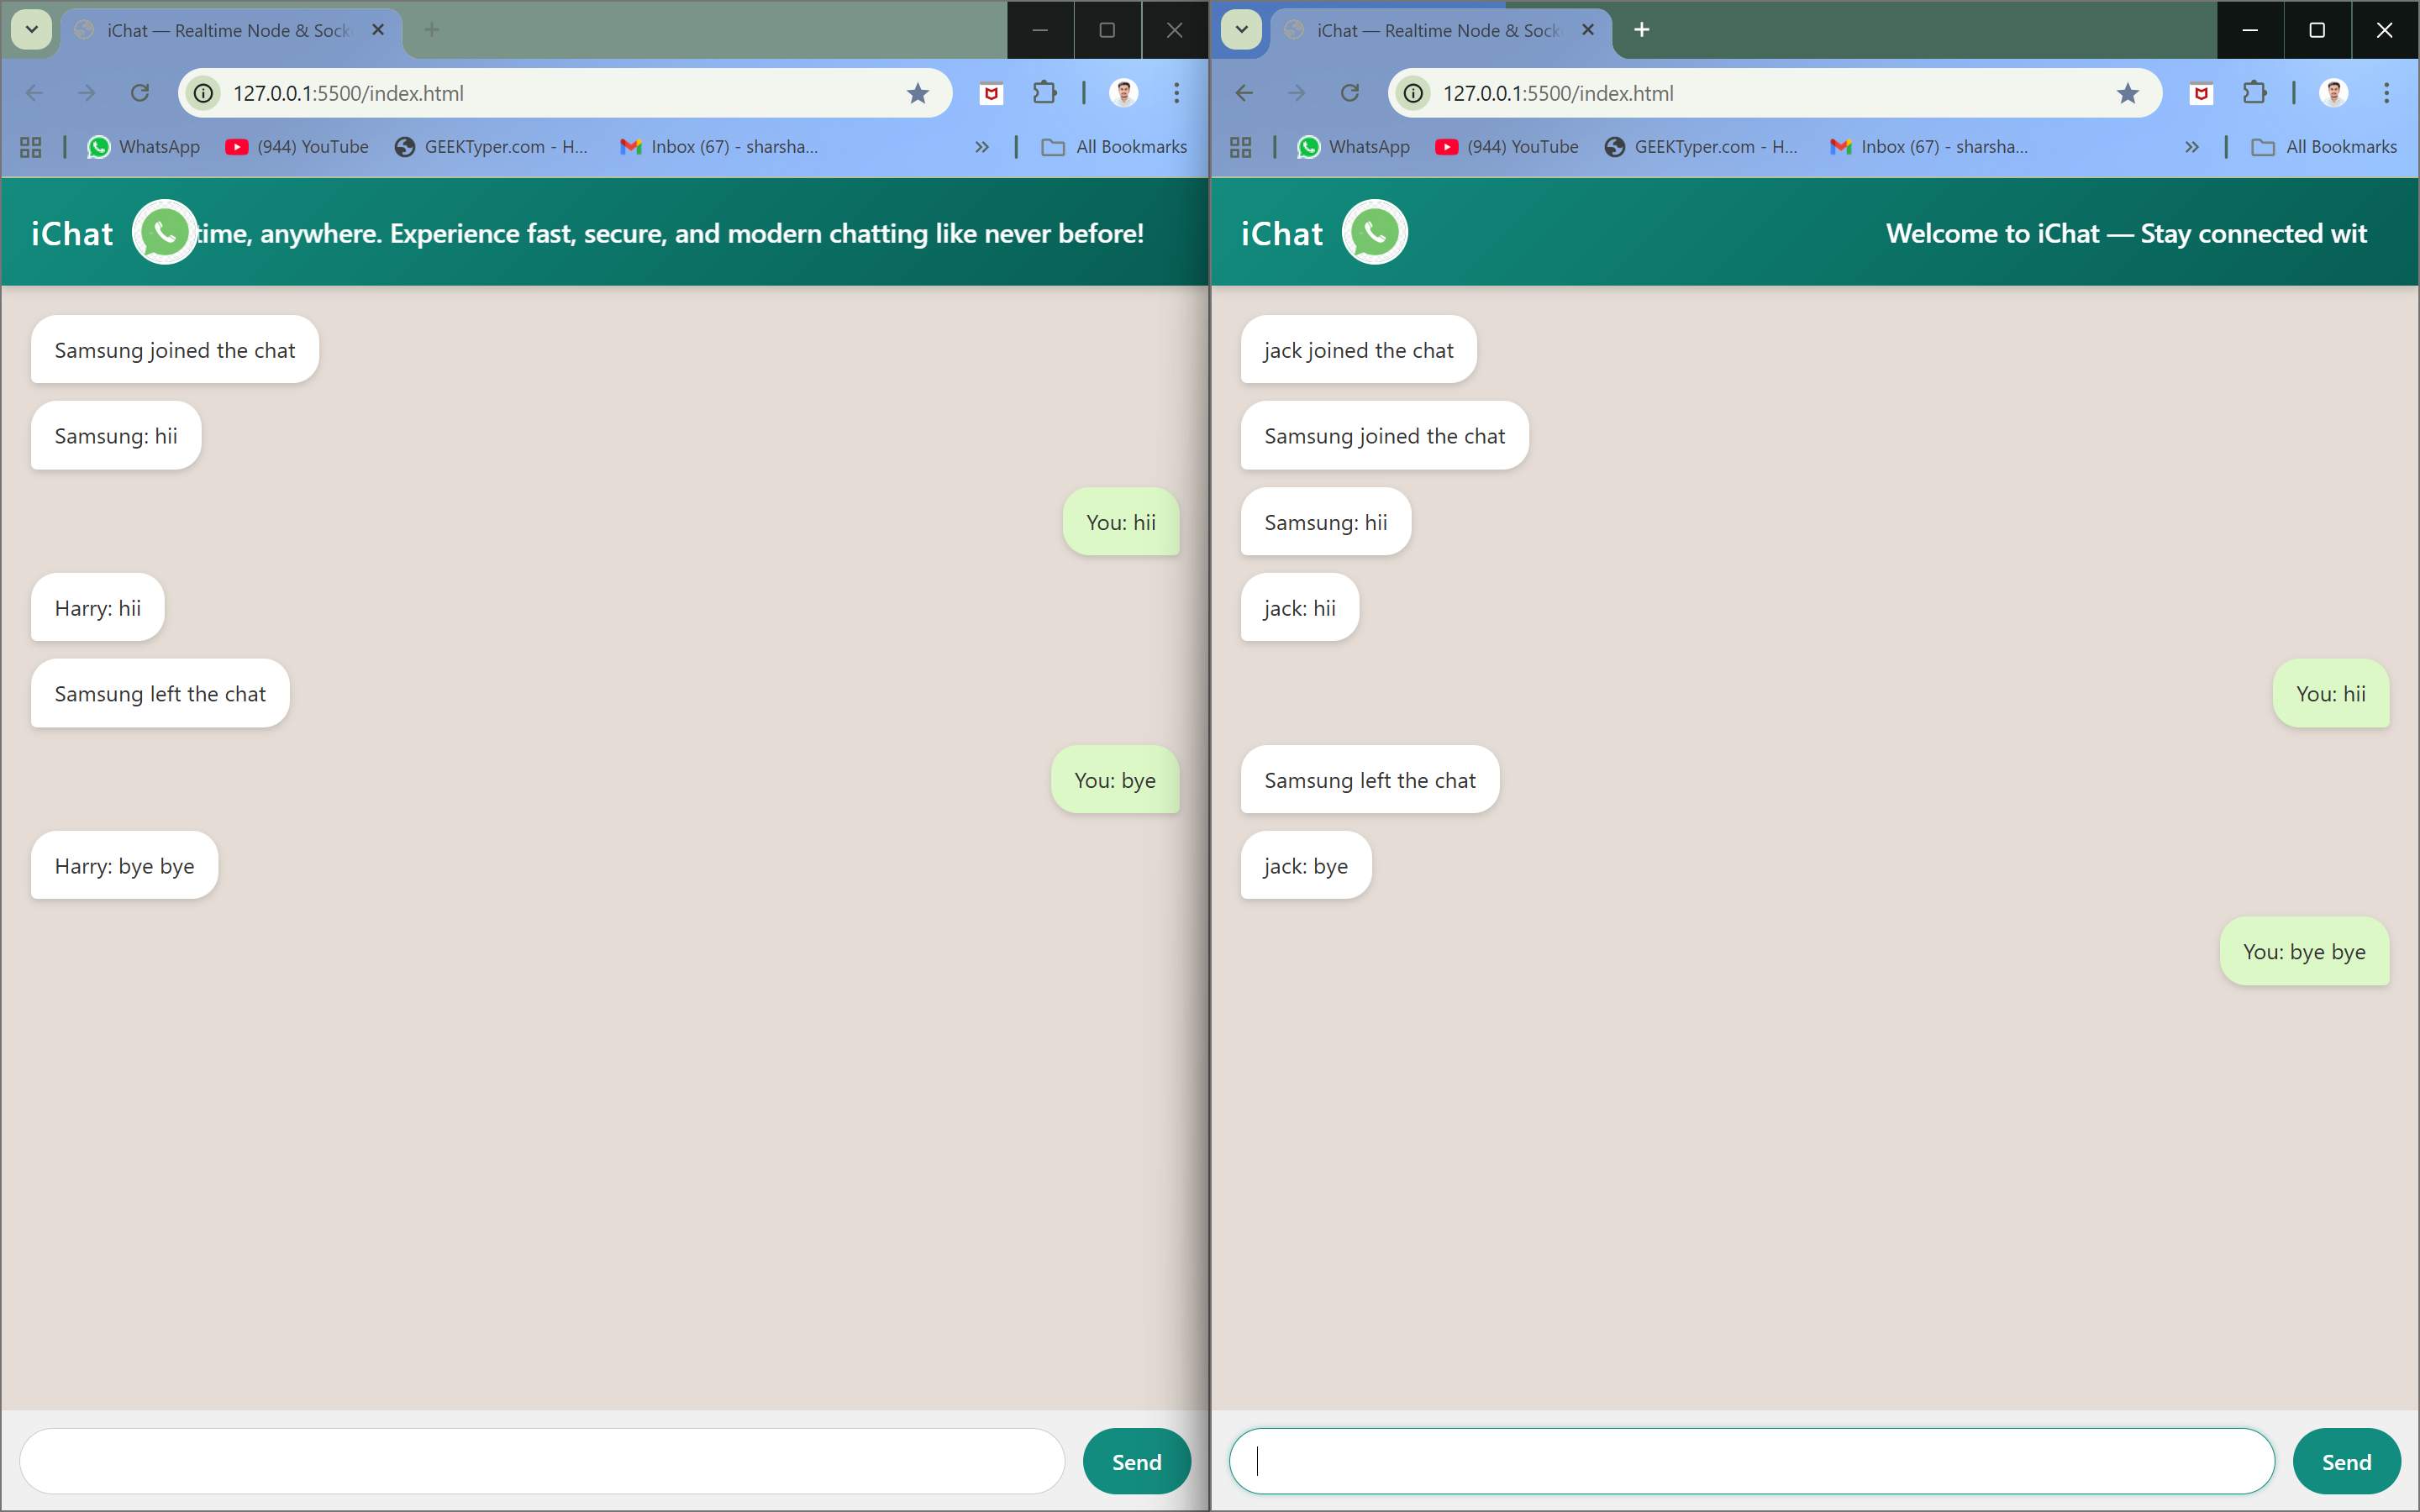 iChat — Realtime Node & Sock
127.0.0.1:5500/index.html
WhatsApp
(944) YouTube
GEEKTyper.com - H...
Inbox (67) - sharsha...
All Bookmarks
iChat
time, anywhere. Experience fast, secure, and modern chatting like never before!
Samsung joined the chat
Samsung: hii
You: hii
Harry: hii
Samsung left the chat
You: bye
Harry: bye bye
Send
iChat — Realtime Node & Sock
127.0.0.1:5500/index.html
WhatsApp
(944) YouTube
GEEKTyper.com - H...
Inbox (67) - sharsha...
All Bookmarks
iChat
Welcome to iChat — Stay connected wit
jack joined the chat
Samsung joined the chat
Samsung: hii
jack: hii
You: hii
Samsung left the chat
jack: bye
You: bye bye
Send